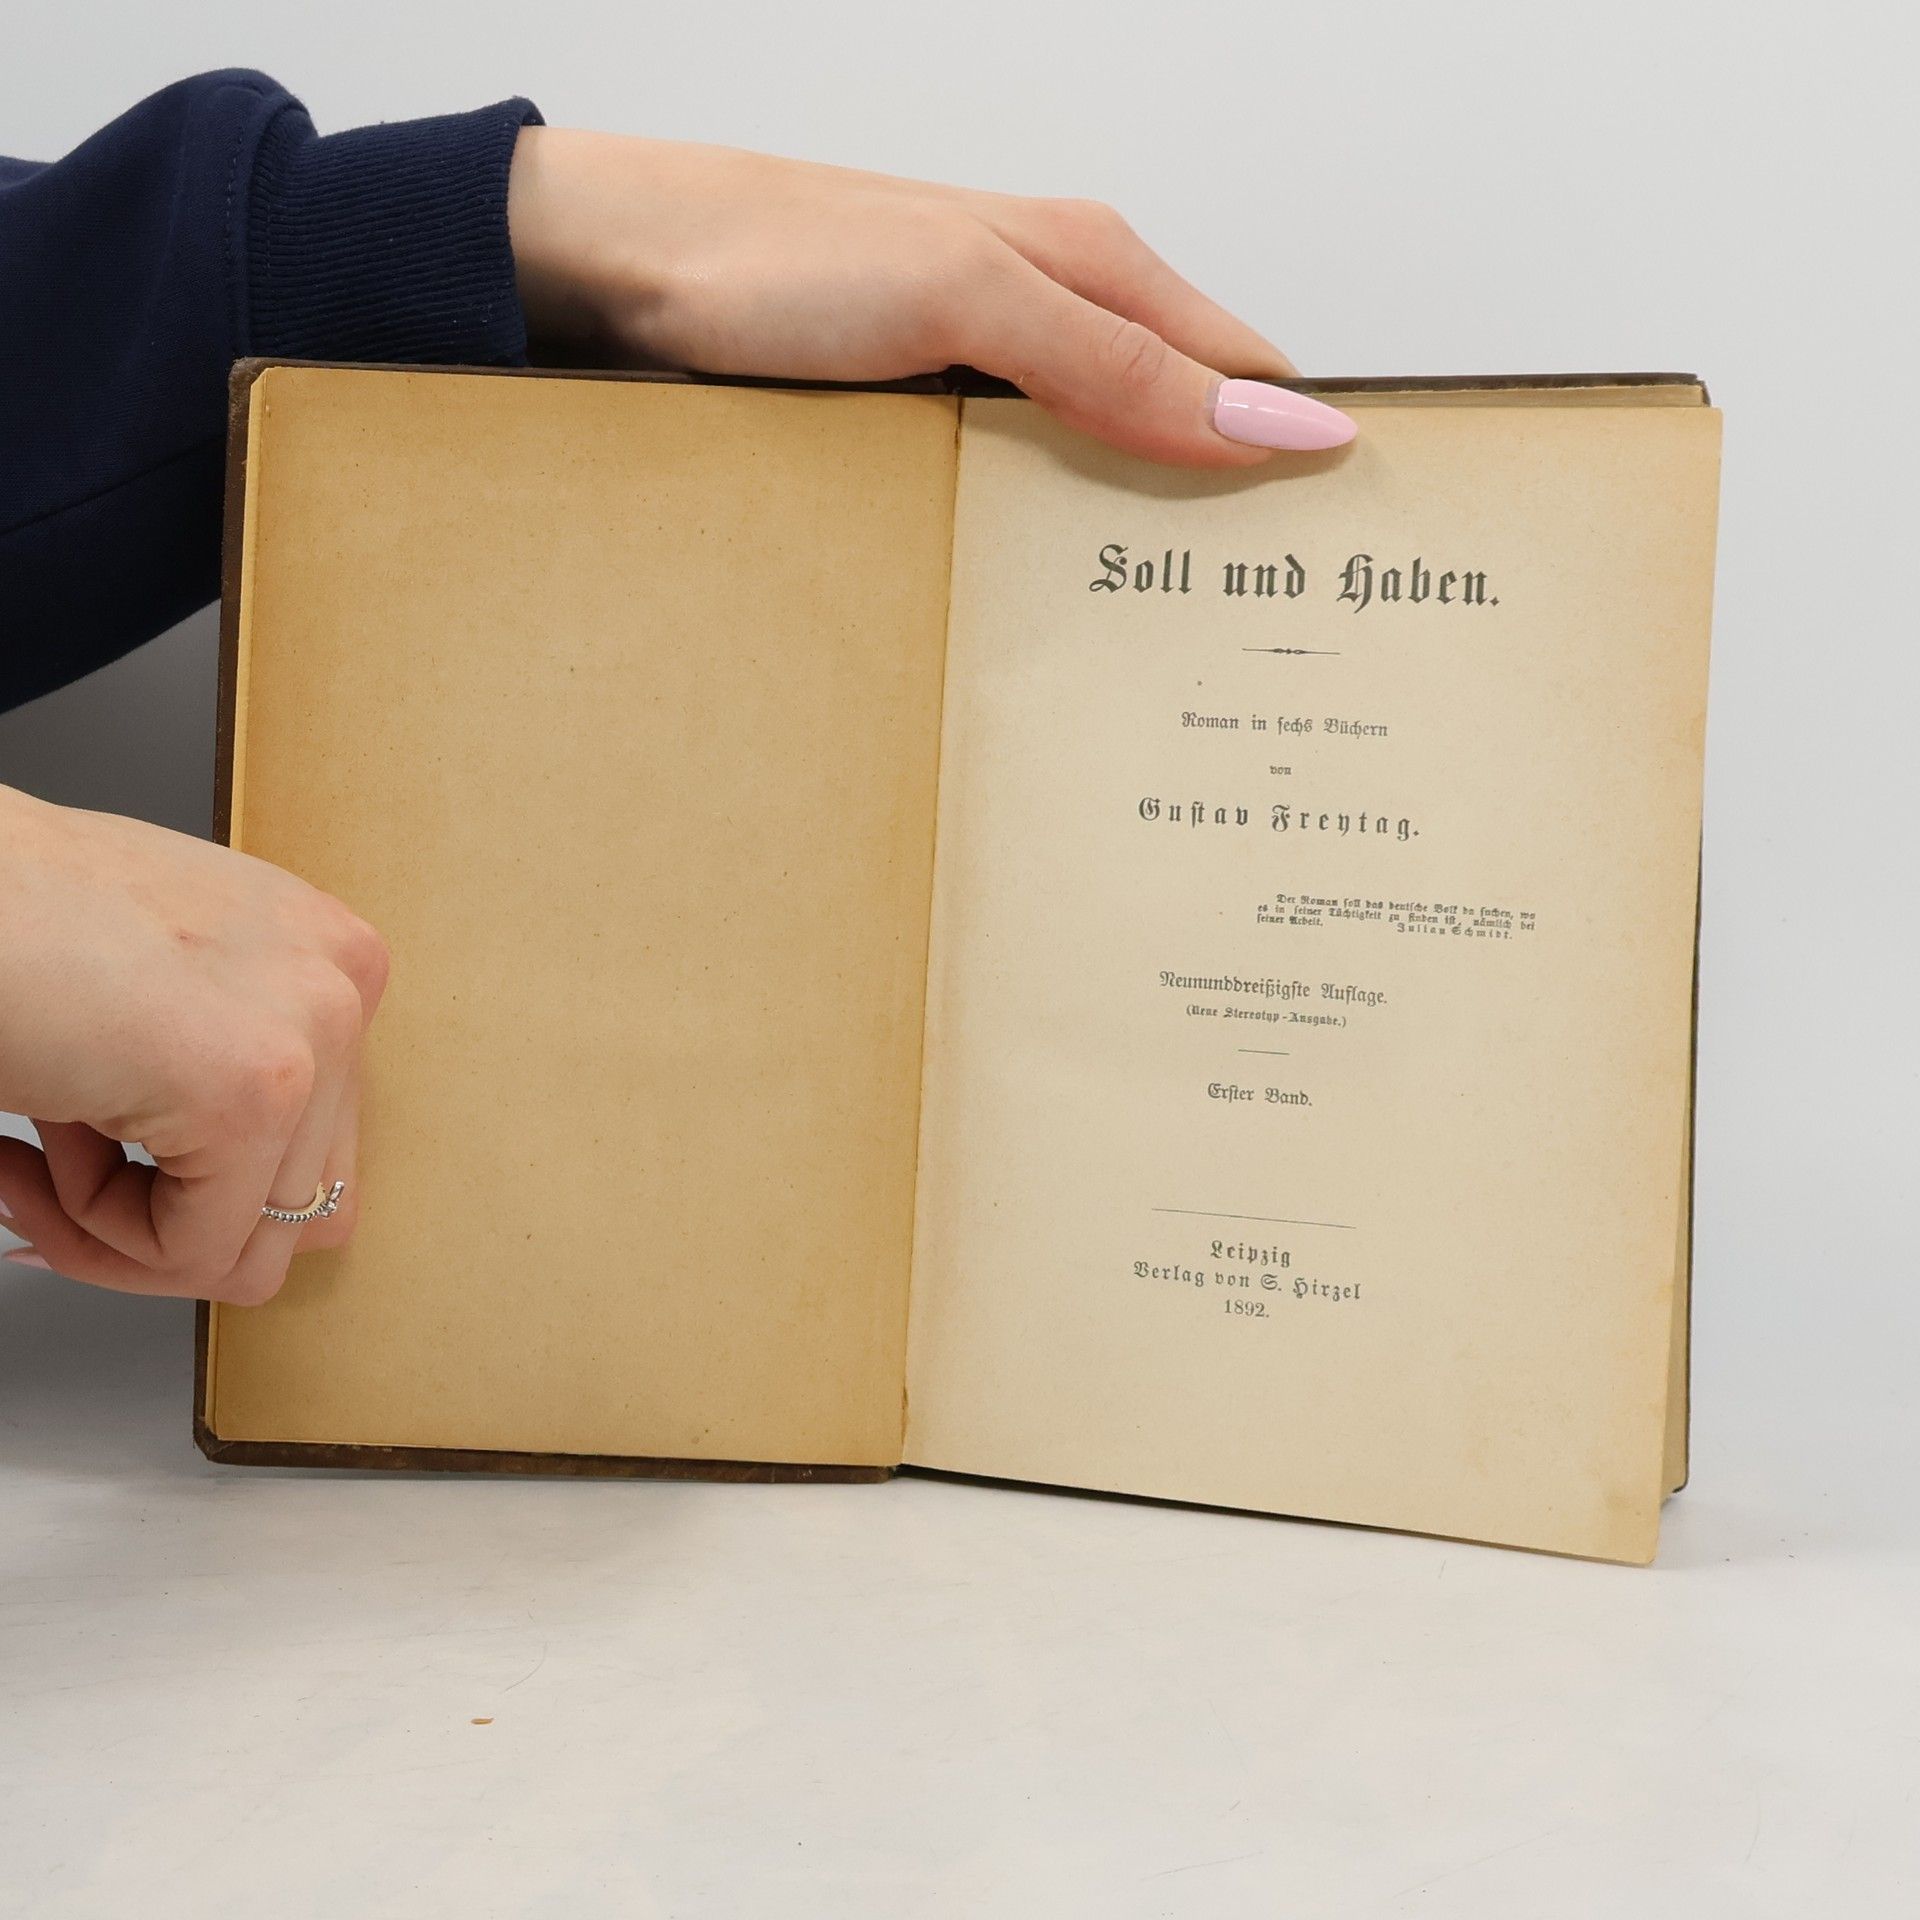 Soll und Haben.
Roman in sechs Büchern
von
Gustav Freytag.
Der Roman soll das deutsche Volk da suchen, wo
es in seiner Tüchtigkeit zu finden ist, nämlich bei
seiner Arbeit. Julian Schmidt.
Neununddreißigste Auflage.
(Neue Stereotyp-Ausgabe.)
Erster Band.
Leipzig
Verlag von S. Hirzel
1892.